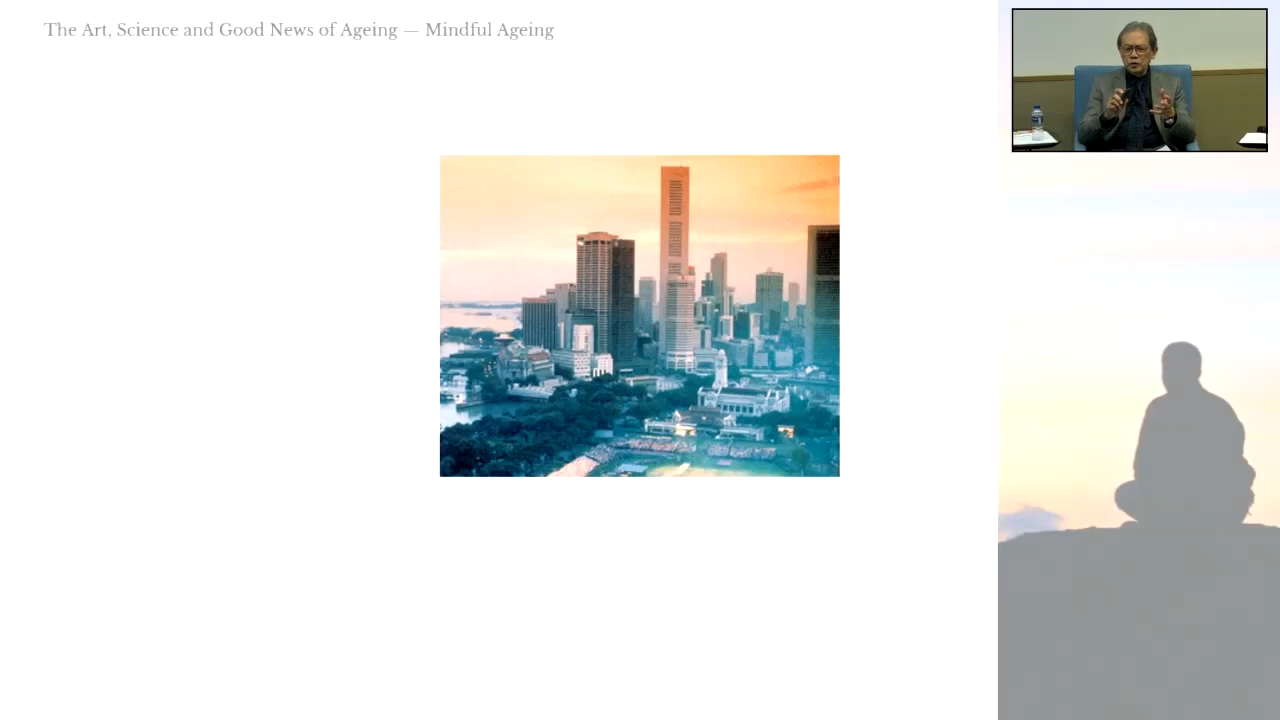 The Art, Science and Good News of Ageing — Mindful Ageing